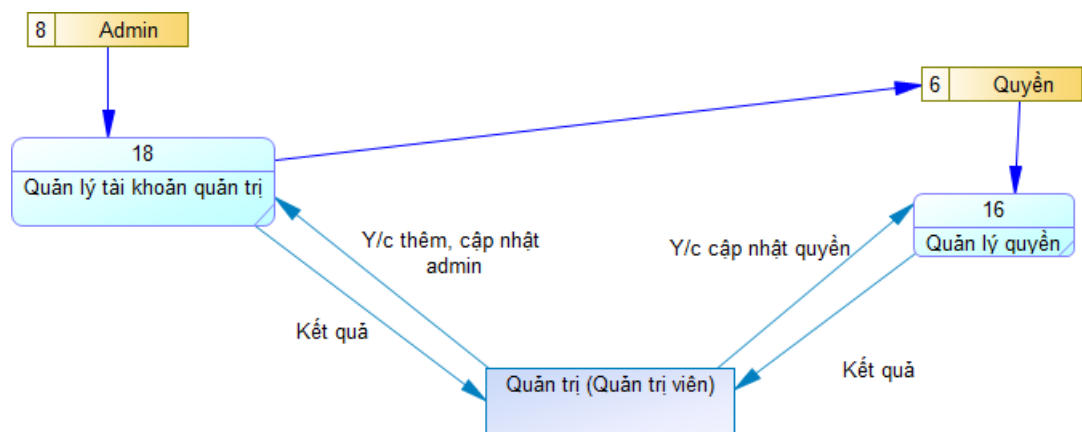 8 Admin
6 Quyền
18
Quản lý tài khoản quản trị
16
Quản lý quyền
Y/c thêm, cập nhật
admin
Y/c cập nhật quyền
Kết quả
Kết quả
Quản trị (Quản trị viên)